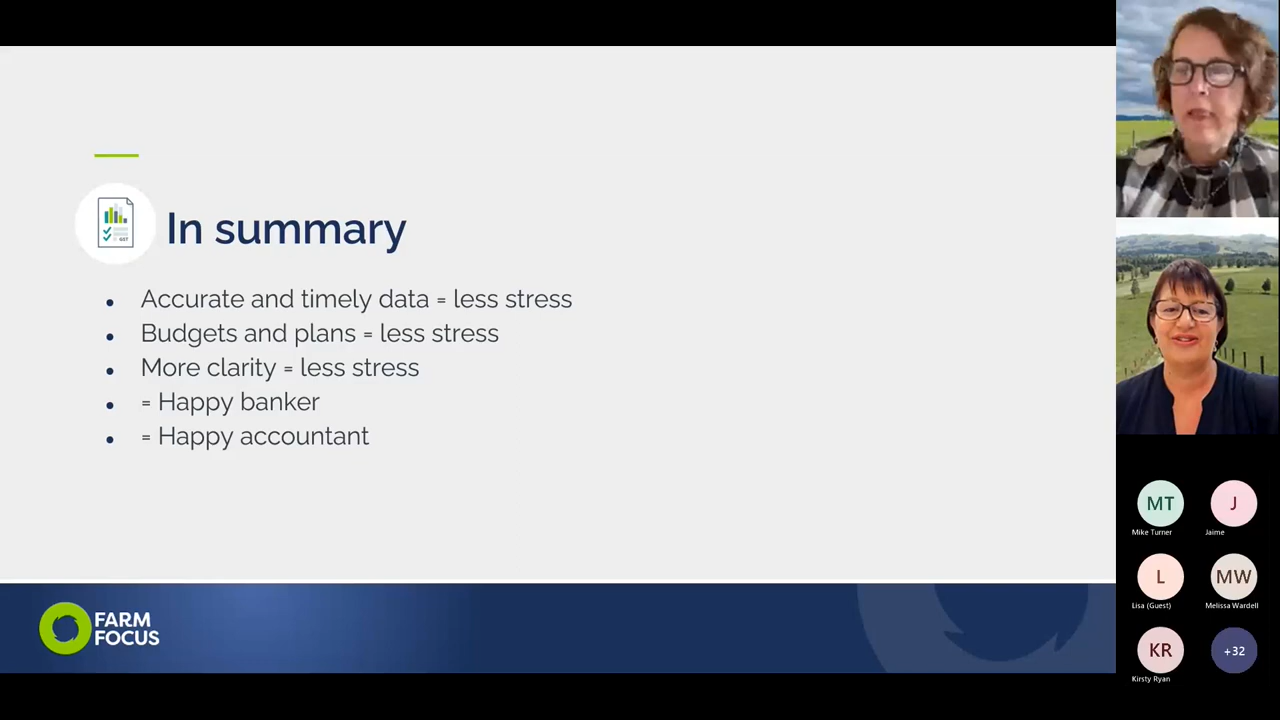 In summary
Accurate and timely data = less stress
Budgets and plans = less stress
More clarity = less stress
= Happy banker
= Happy accountant
FARM
FOCUS
MT
J
Mike Turner
Jaime
L
MW
Lisa (Guest)
Melissa Wardell
KR
+32
Kirsty Ryan